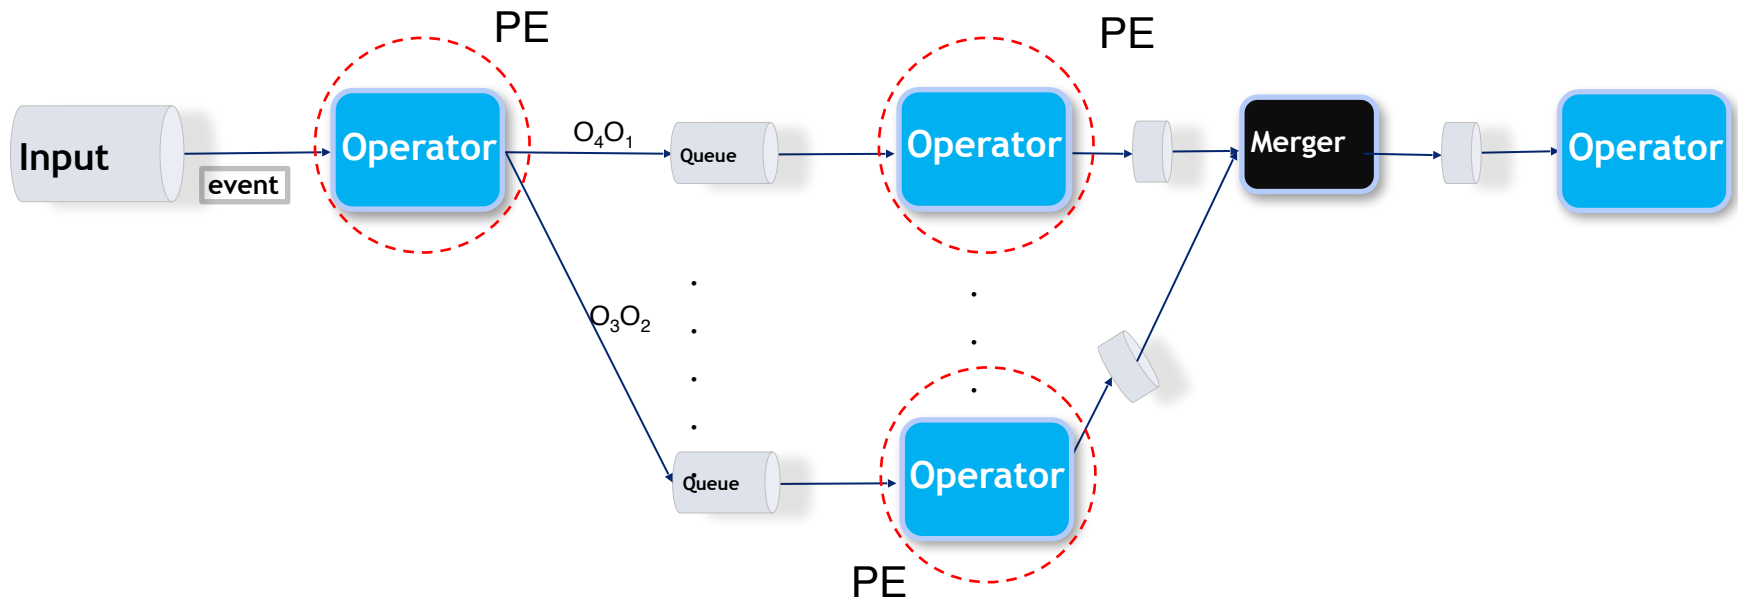 PE
PE
Input
event
Operator
O₄O₁
Queue
Operator
Merger
Operator
O₃O₂
Queue
Operator
PE